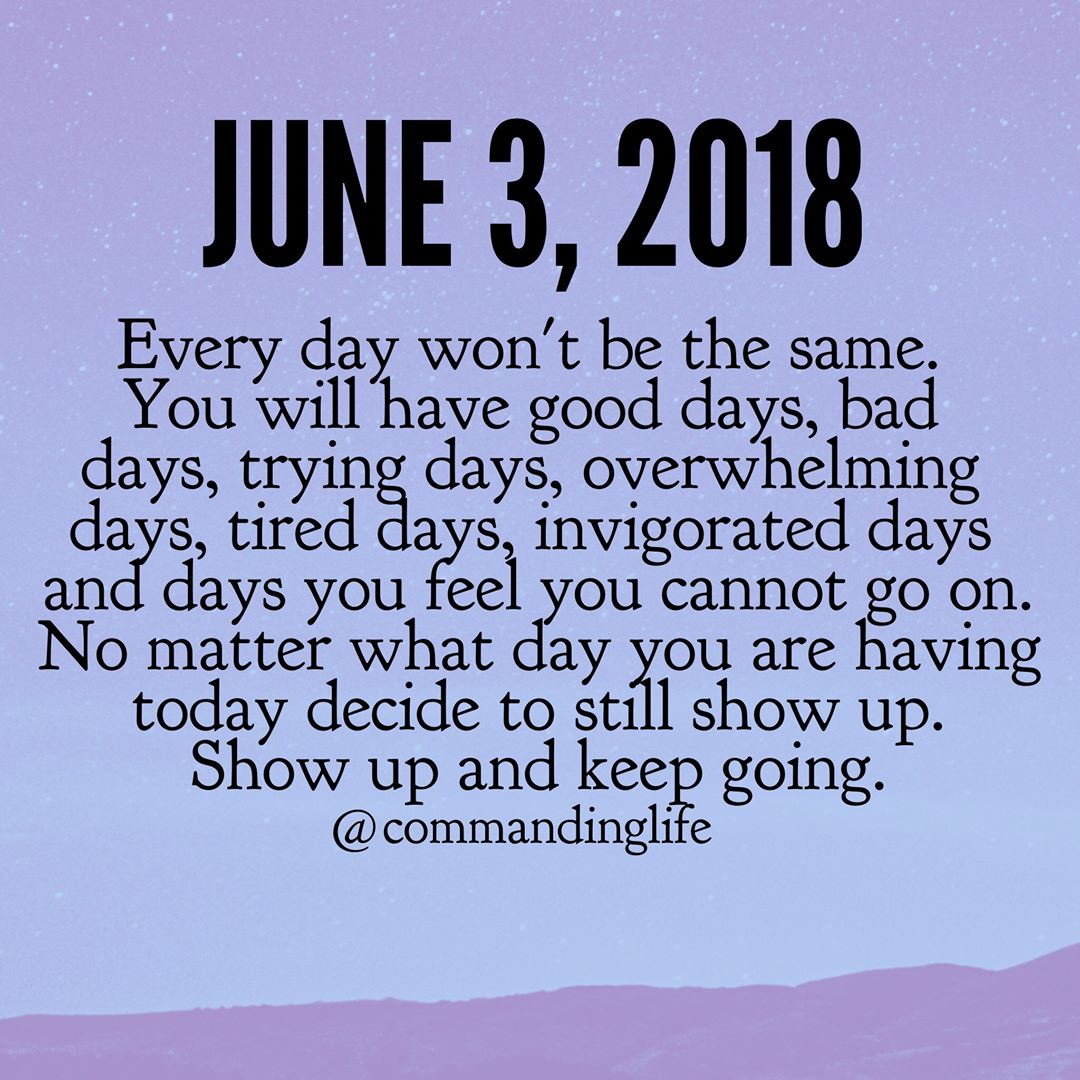 JUNE 3, 2018
Every day won't be the same.
You will have good days, bad
days, trying days, overwhelming
days, tired days, invigorated days
and days you feel you cannot go on.
No matter what day you are having
today decide to still show up.
Show up and keep going.
@commandinglife